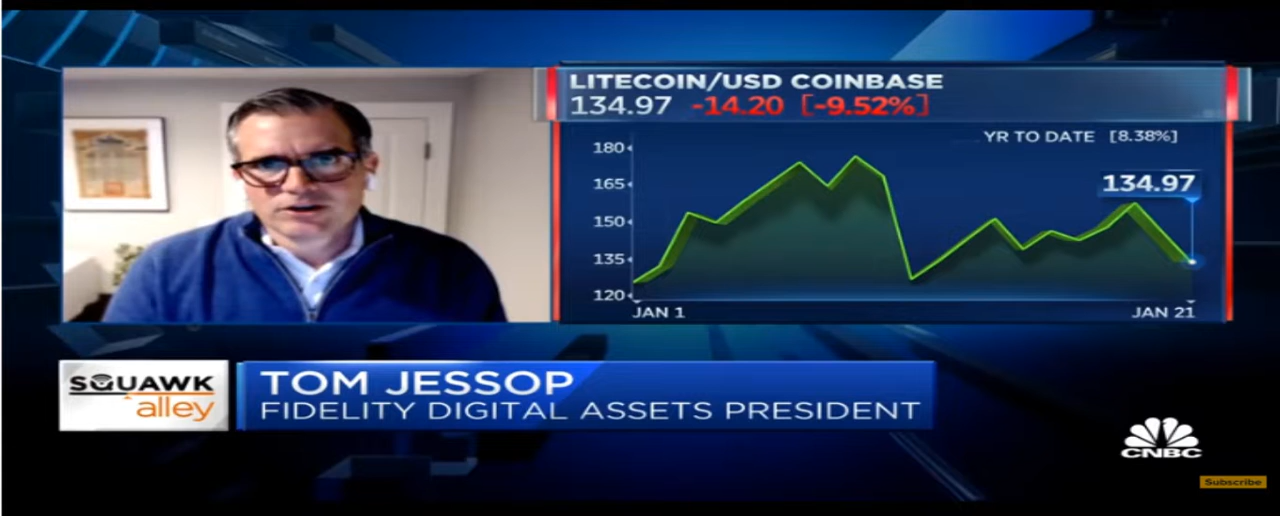 LITECOIN/USD COINBASE
134.97 -14.20 [-9.52%]
YR TO DATE [8.38%]
180
165
150
135
120
134.97
JAN 1
JAN 21
SQUAWK
alley
TOM JESSOP
FIDELITY DIGITAL ASSETS PRESIDENT
CNBC
Subscribe